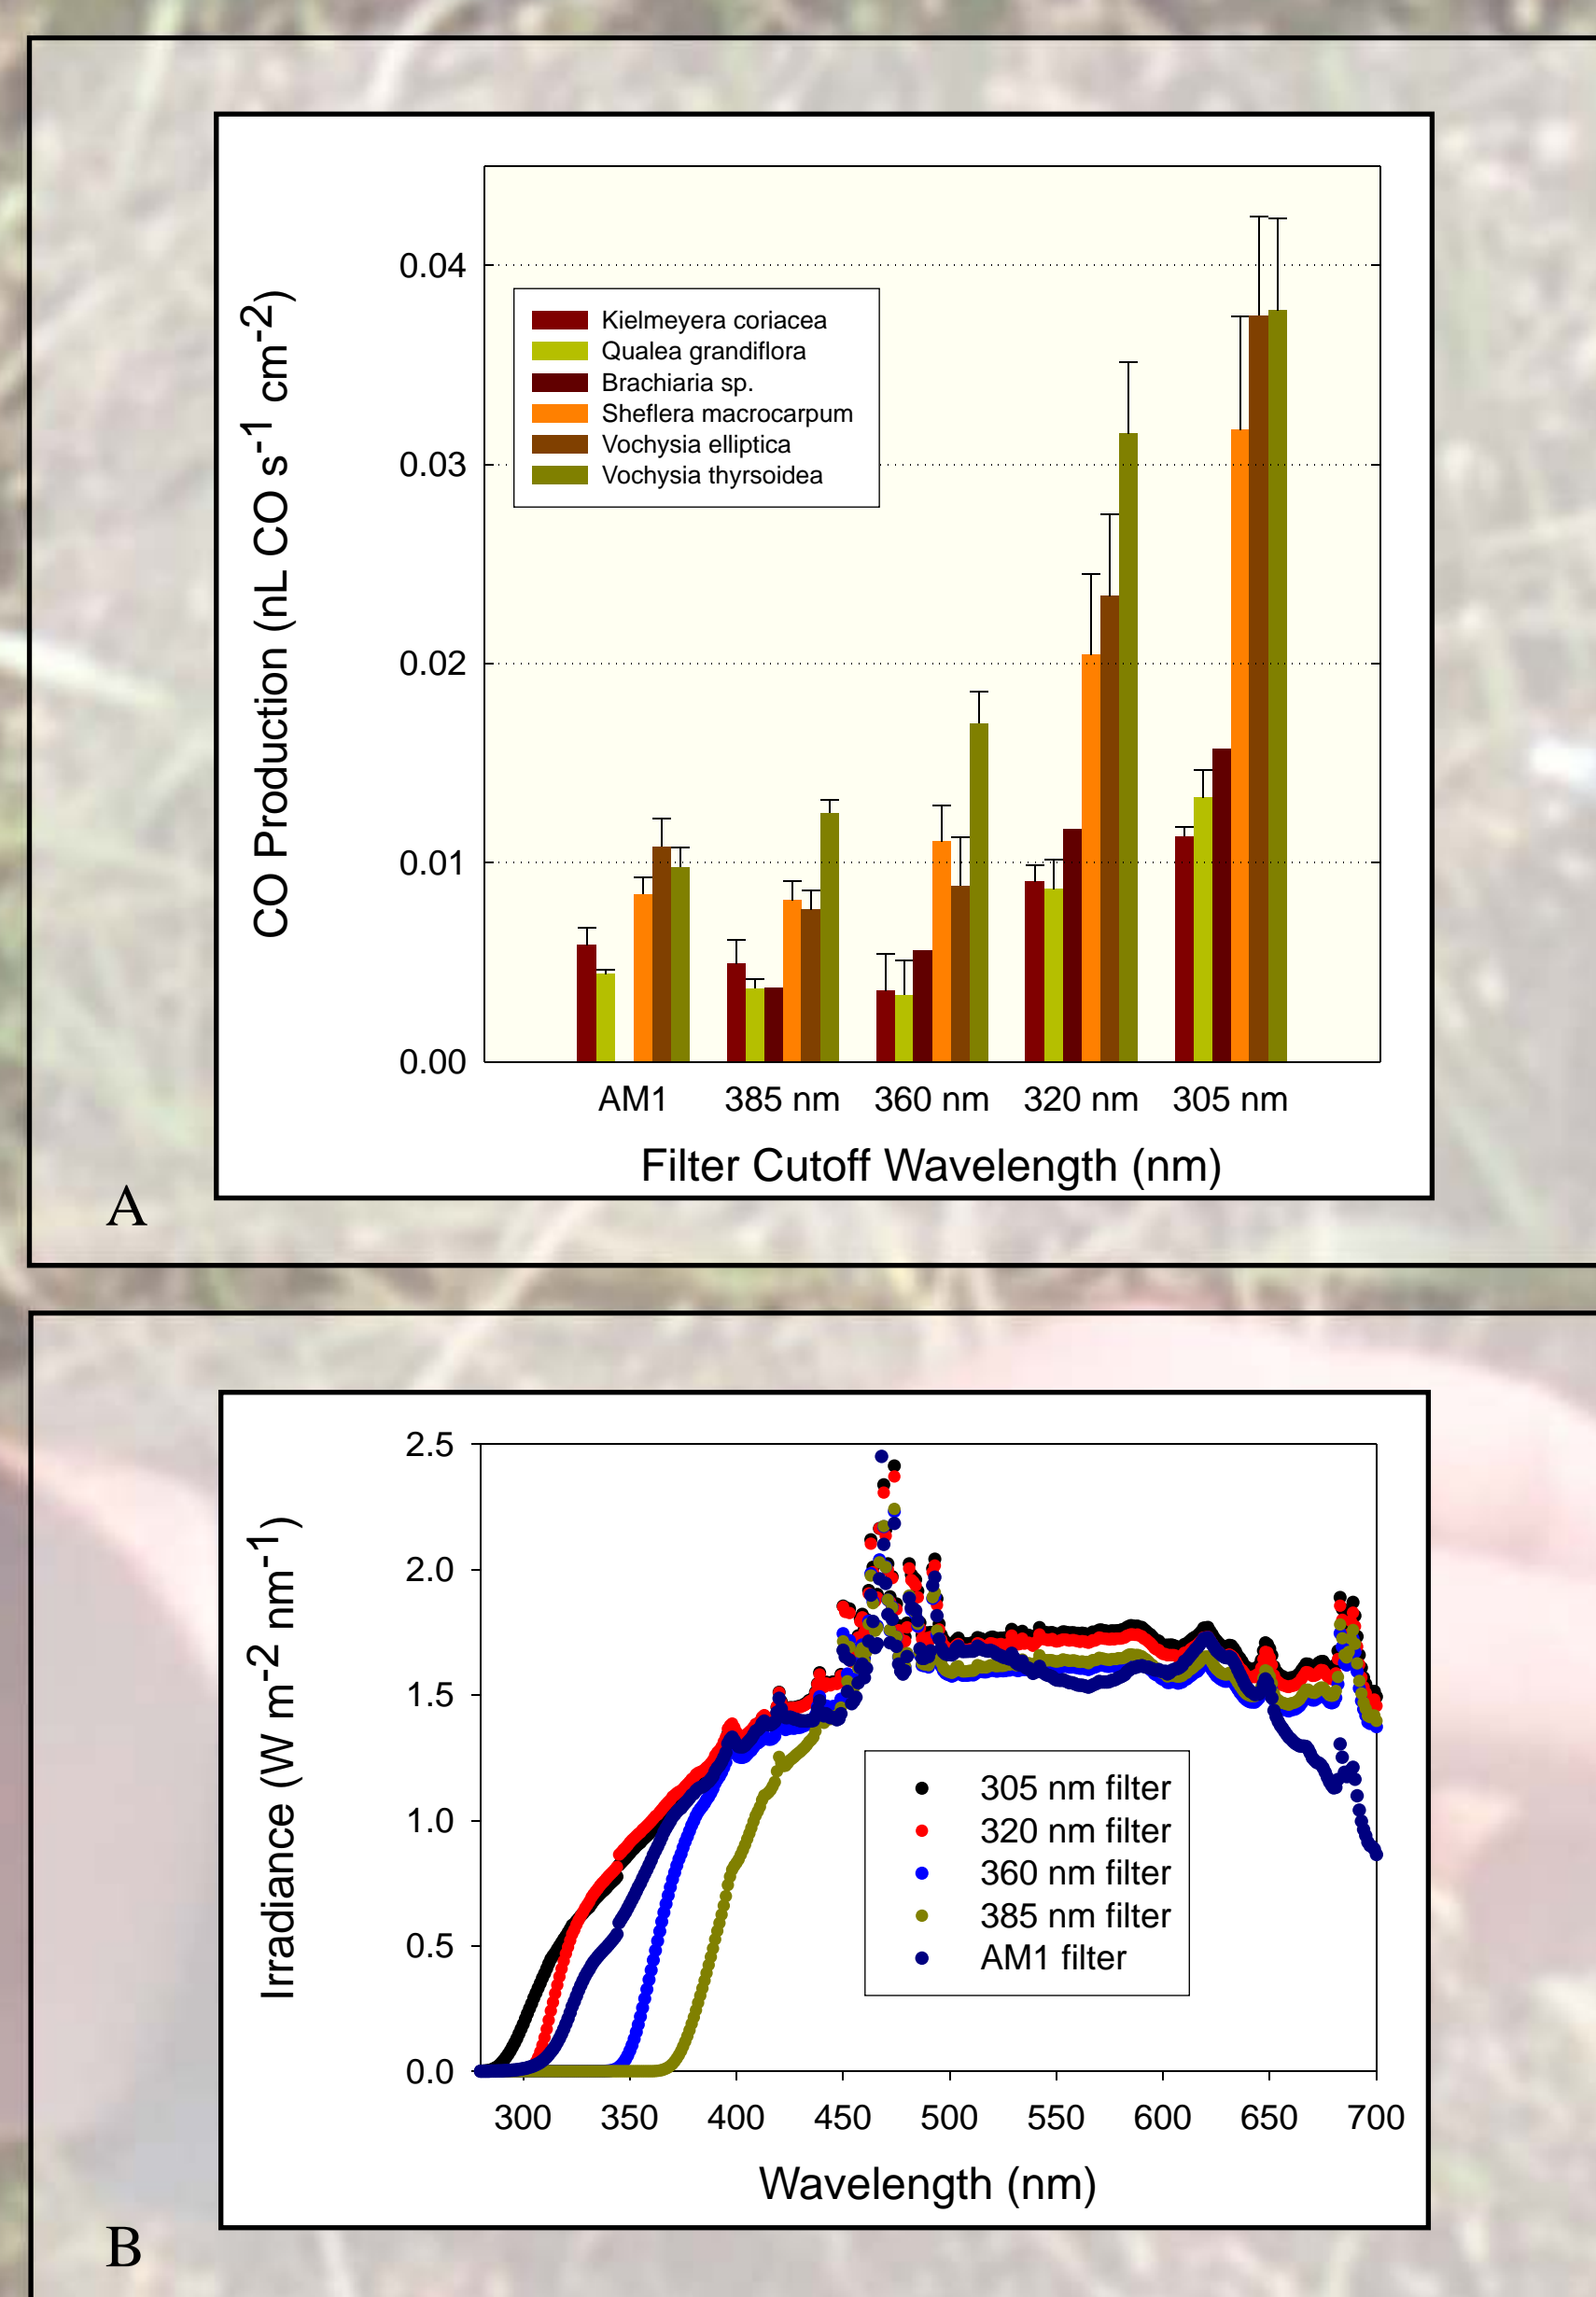 CO Production (nL CO s-1 cm-2)
0.04
0.03
0.02
0.01
0.00
Kielmeyera coriacea
Qualea grandiflora
Brachiaria sp.
Sheflera macrocarpum
Vochysia elliptica
Vochysia thyrsoidea
AM1 385 nm 360 nm 320 nm 305 nm
Filter Cutoff Wavelength (nm)
A
Irradiance (W m-2 nm-1)
2.5
2.0
1.5
1.0
0.5
0.0
305 nm filter
320 nm filter
360 nm filter
385 nm filter
AM1 filter
300 350 400 450 500 550 600 650 700
Wavelength (nm)
B